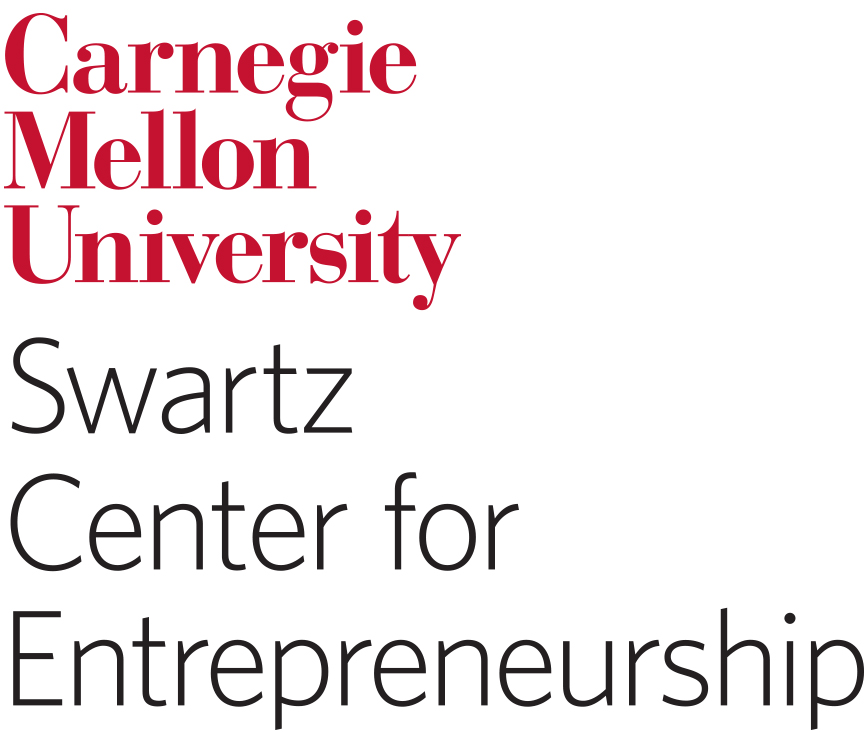 Carnegie
Mellon
University
Swartz
Center for
Entrepreneurship